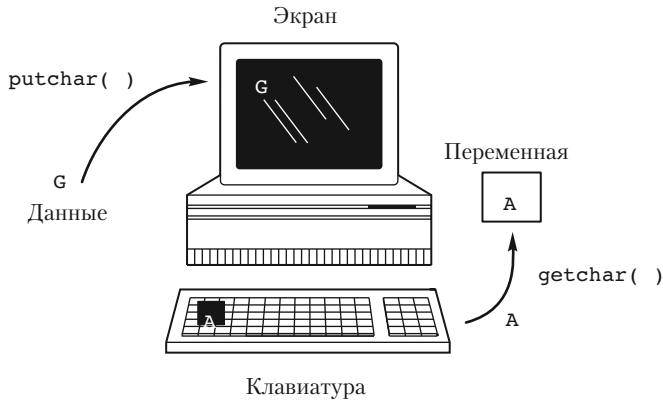 Экран
putchar( )
G
G
Данные
Переменная
A
getchar( )
A
A
Клавиатура